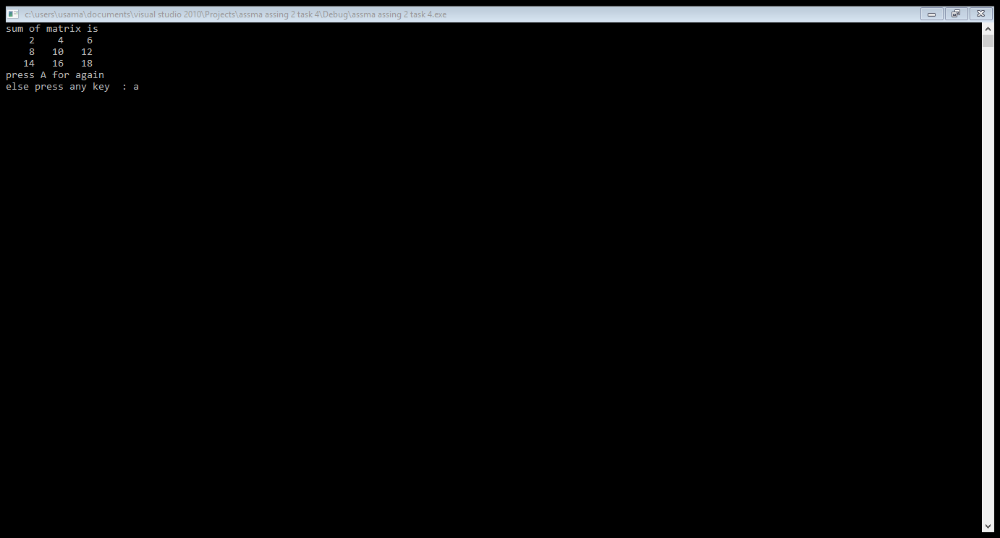 c:\users\usama\documents\visual studio 2010\Projects\assma assing 2 task 4\Debug\assma assing 2 task 4.exe
sum of matrix is
    2    4    6
    8   10   12
   14   16   18
press A for again
else press any key  : a